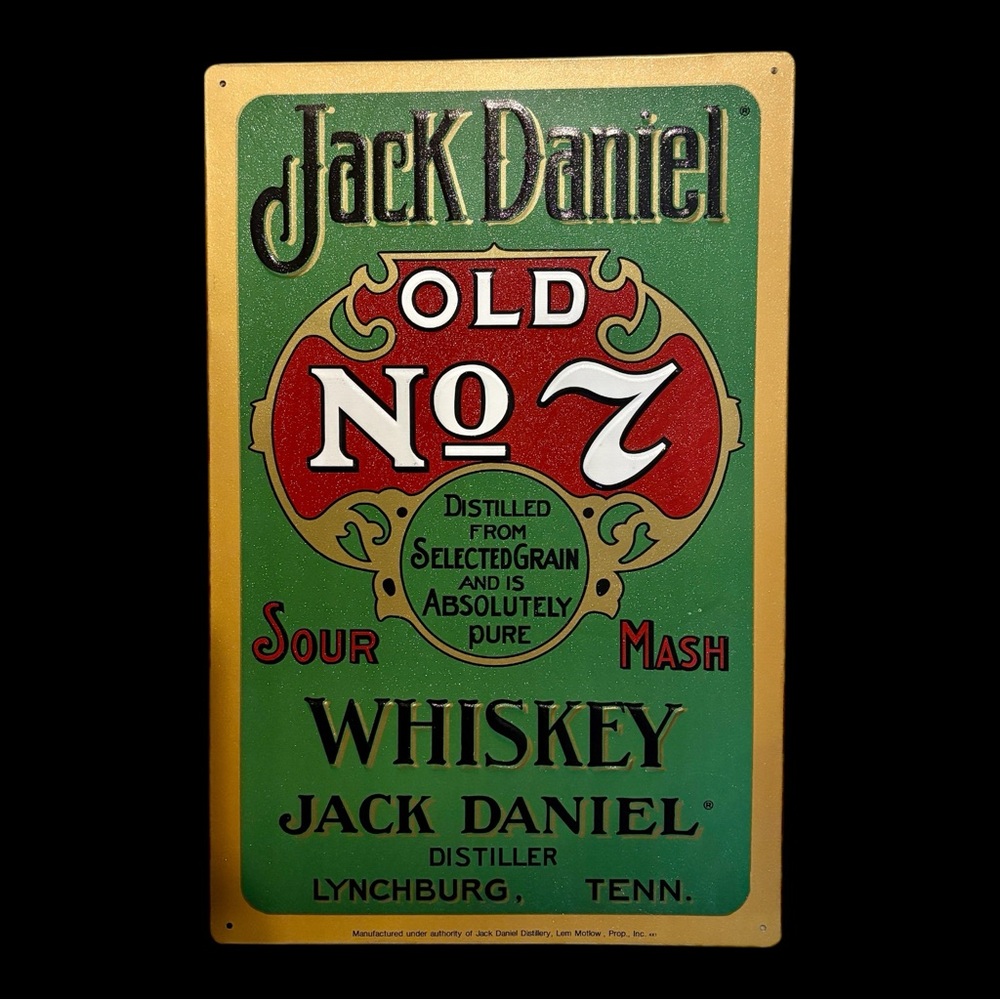 Jack Daniel®
OLD
No 7
DISTILLED
FROM
SELECTED GRAIN
AND IS
ABSOLUTELY
PURE
SOUR MASH
WHISKEY
JACK DANIEL®
DISTILLER
LYNCHBURG, TENN.
Manufactured under authority of Jack Daniel Distillery, Lem Motlow, Prop., Inc.